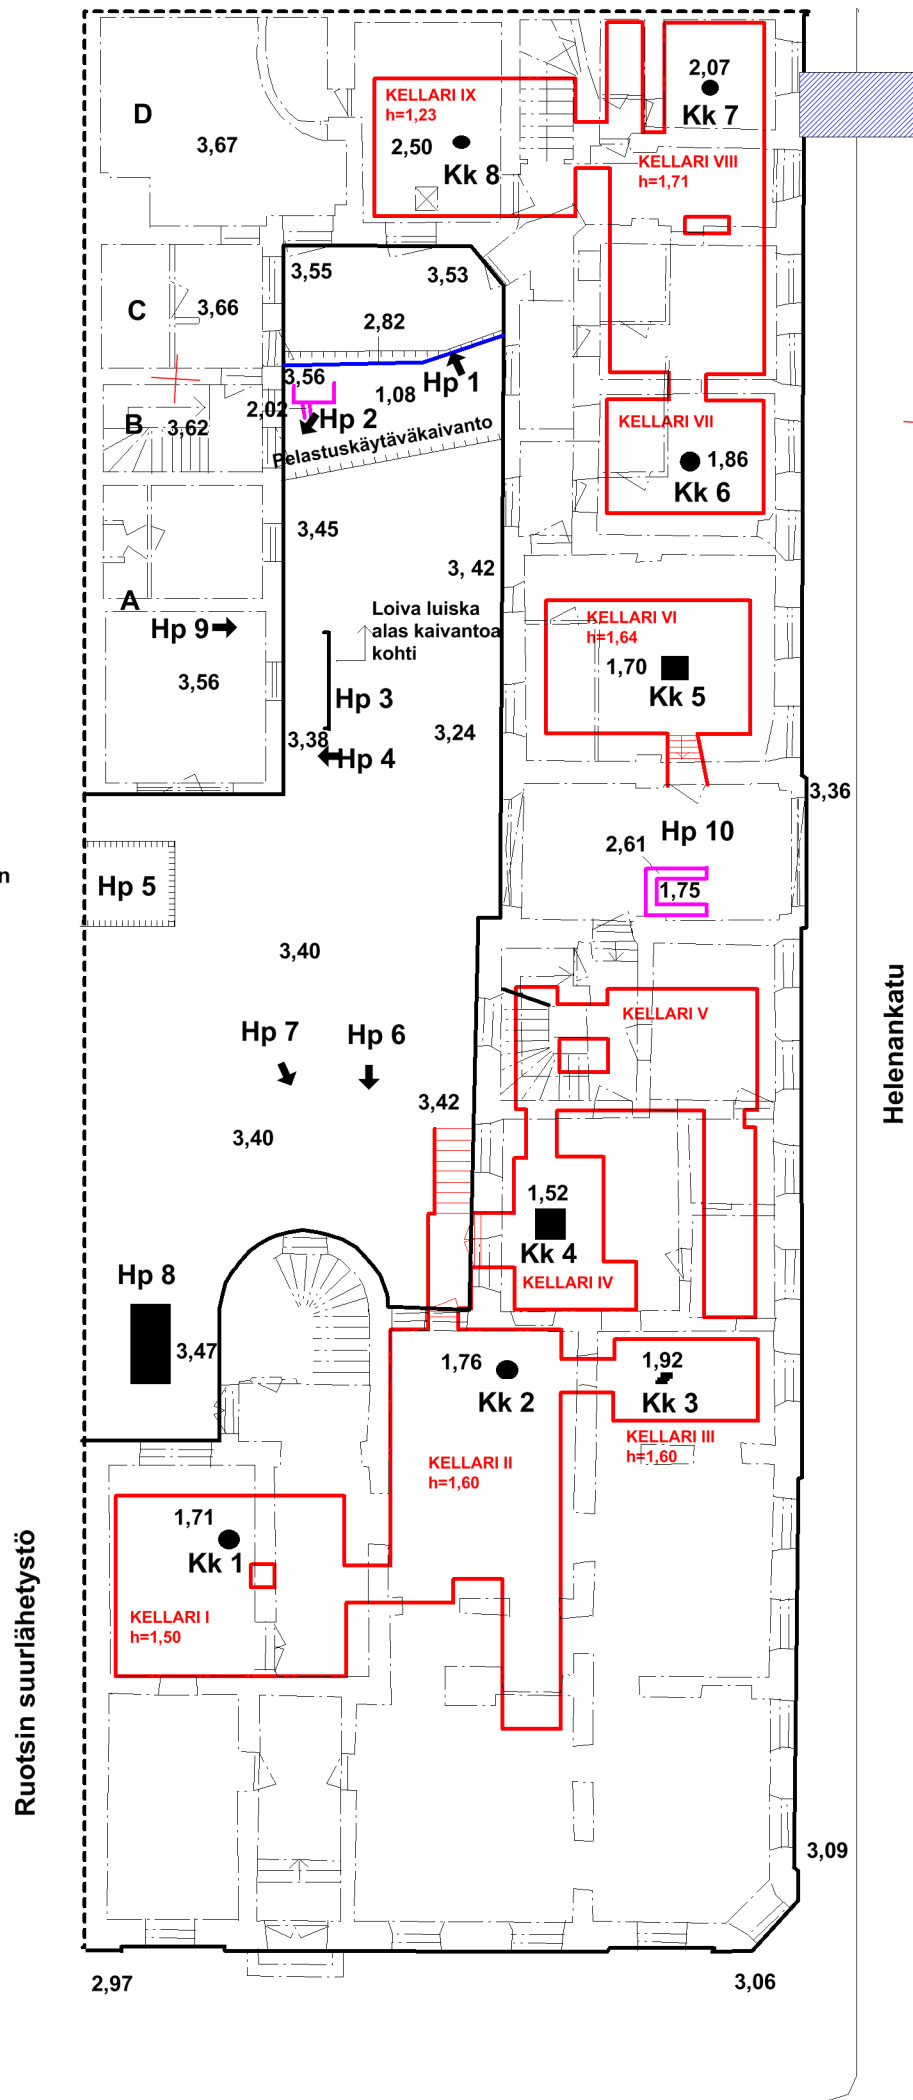 2,07
Kk 7
KELLARI IX
h=1,23
D
3,67
2,50
Kk 8
KELLARI VIII
h=1,71
3,55
3,53
C
3,66
2,82
3,56
Hp 1
1,08
2,02
Hp 2
B
3,62
Pelastuskäytäväkaivanto
KELLARI VII
1,86
Kk 6
3,45
3, 42
A
Hp 9
Loiva luiska
alas kaivantoa
kohti
KELLARI VI
h=1,64
1,70
Kk 5
3,56
Hp 3
3,38
3,24
Hp 4
3,36
Hp 10
2,61
1,75
n
Hp 5
3,40
Helenankatu
KELLARI V
Hp 7
Hp 6
3,42
3,40
1,52
Kk 4
KELLARI IV
Hp 8
3,47
1,76
Kk 2
1,92
Kk 3
KELLARI III
h=1,60
KELLARI II
h=1,60
1,71
Kk 1
KELLARI I
h=1,50
Ruotsin suurlähetystö
3,09
2,97
3,06